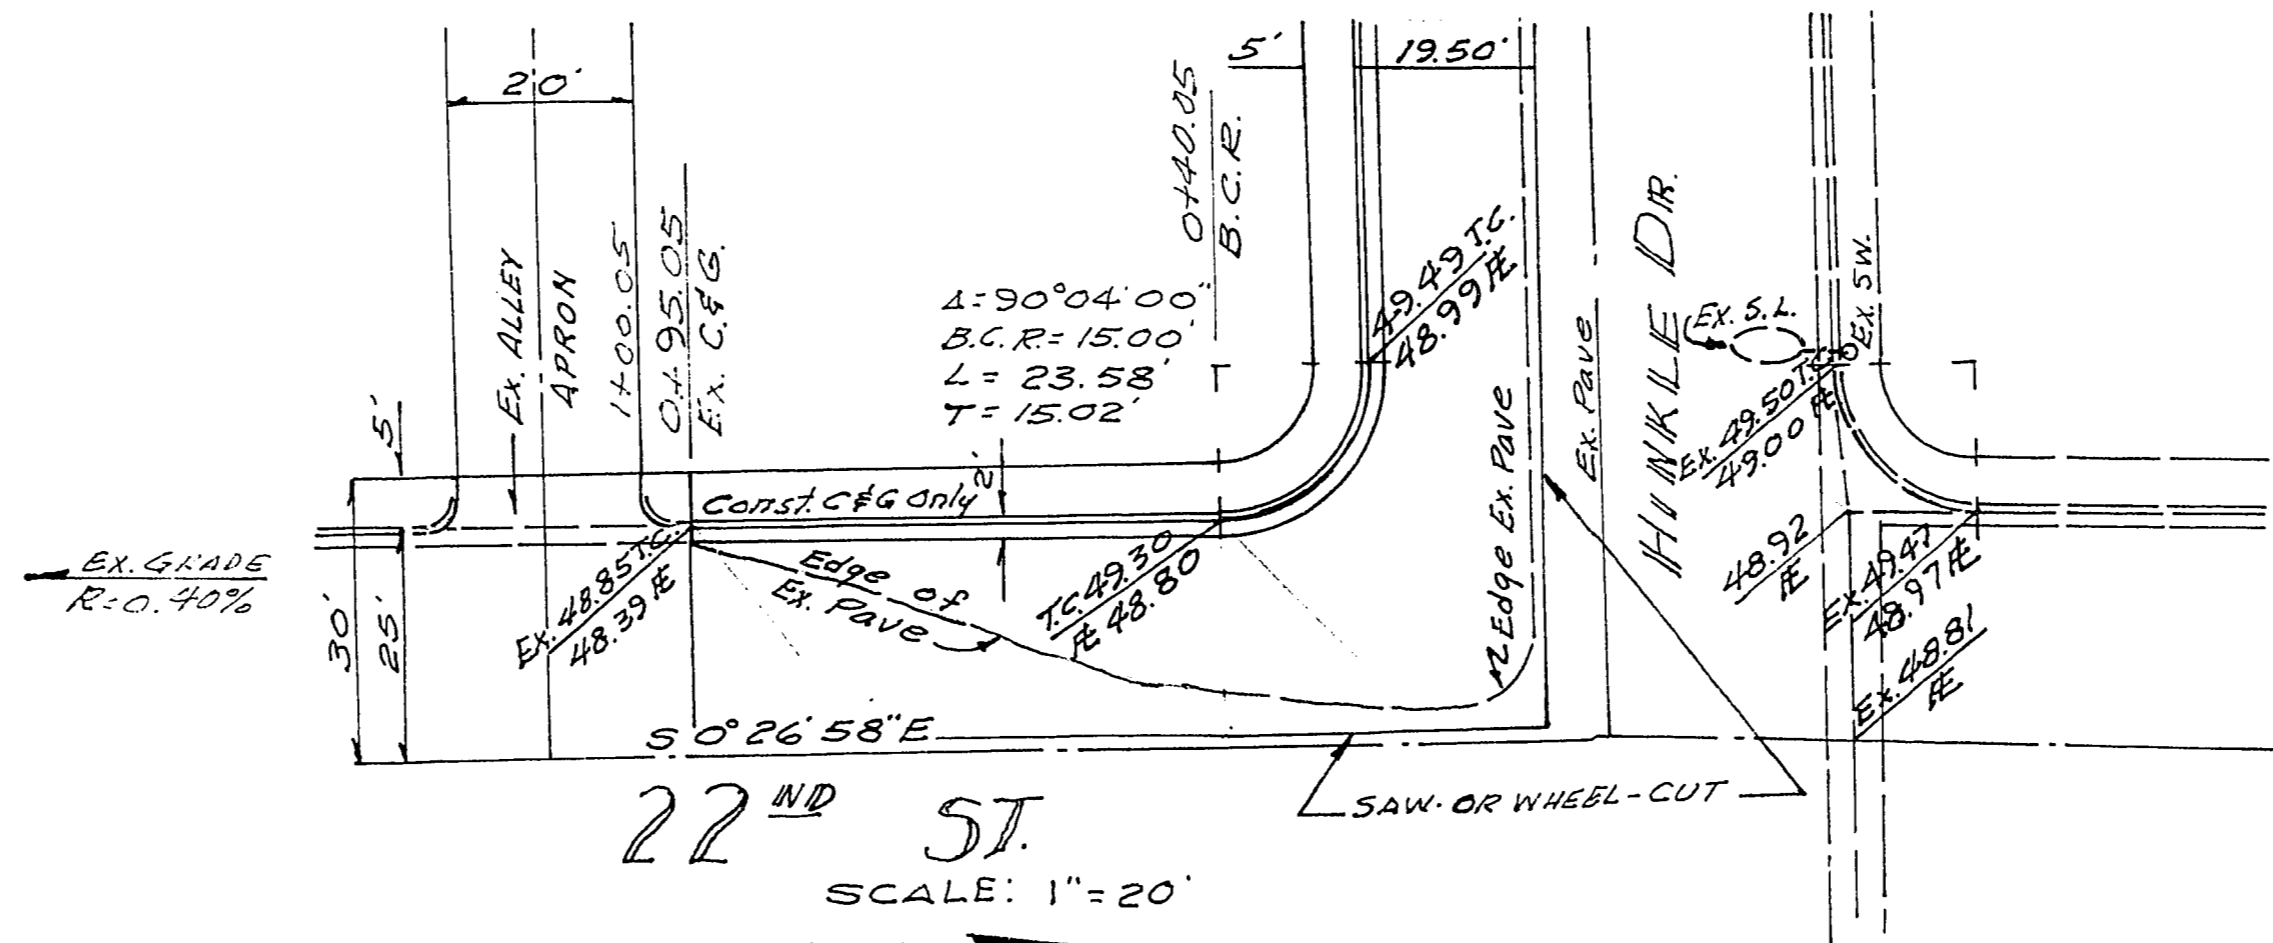 20'
5'
19.50'
0+40.05
B.C.R.
Ex. ALLEY
APRON
1+00.05
0+95.05
Ex. C.&G.
Δ=90°04'00"
B.C.R.=15.00'
L=23.58'
T=15.02'
49.49 T.C.
48.99 FL
Edge Ex. Pave
Ex. Pave
HINKLE DR.
EX. S.L.
EX. SW.
Ex. 49.50 T.C.
49.00 FL
5'
30'
25'
Const. C&G Only
2'
EX. GRADE
R=0.40%
Ex. 48.85 T.C.
48.39 FL
Edge of
Ex. Pave
T.C. 49.30
FL 48.80
48.92
FL
Ex. 49.47
48.97 FL
Ex. 48.81
FL
S 0°26'58"E
SAW-OR WHEEL-CUT
22 ND ST.
SCALE: 1"=20'